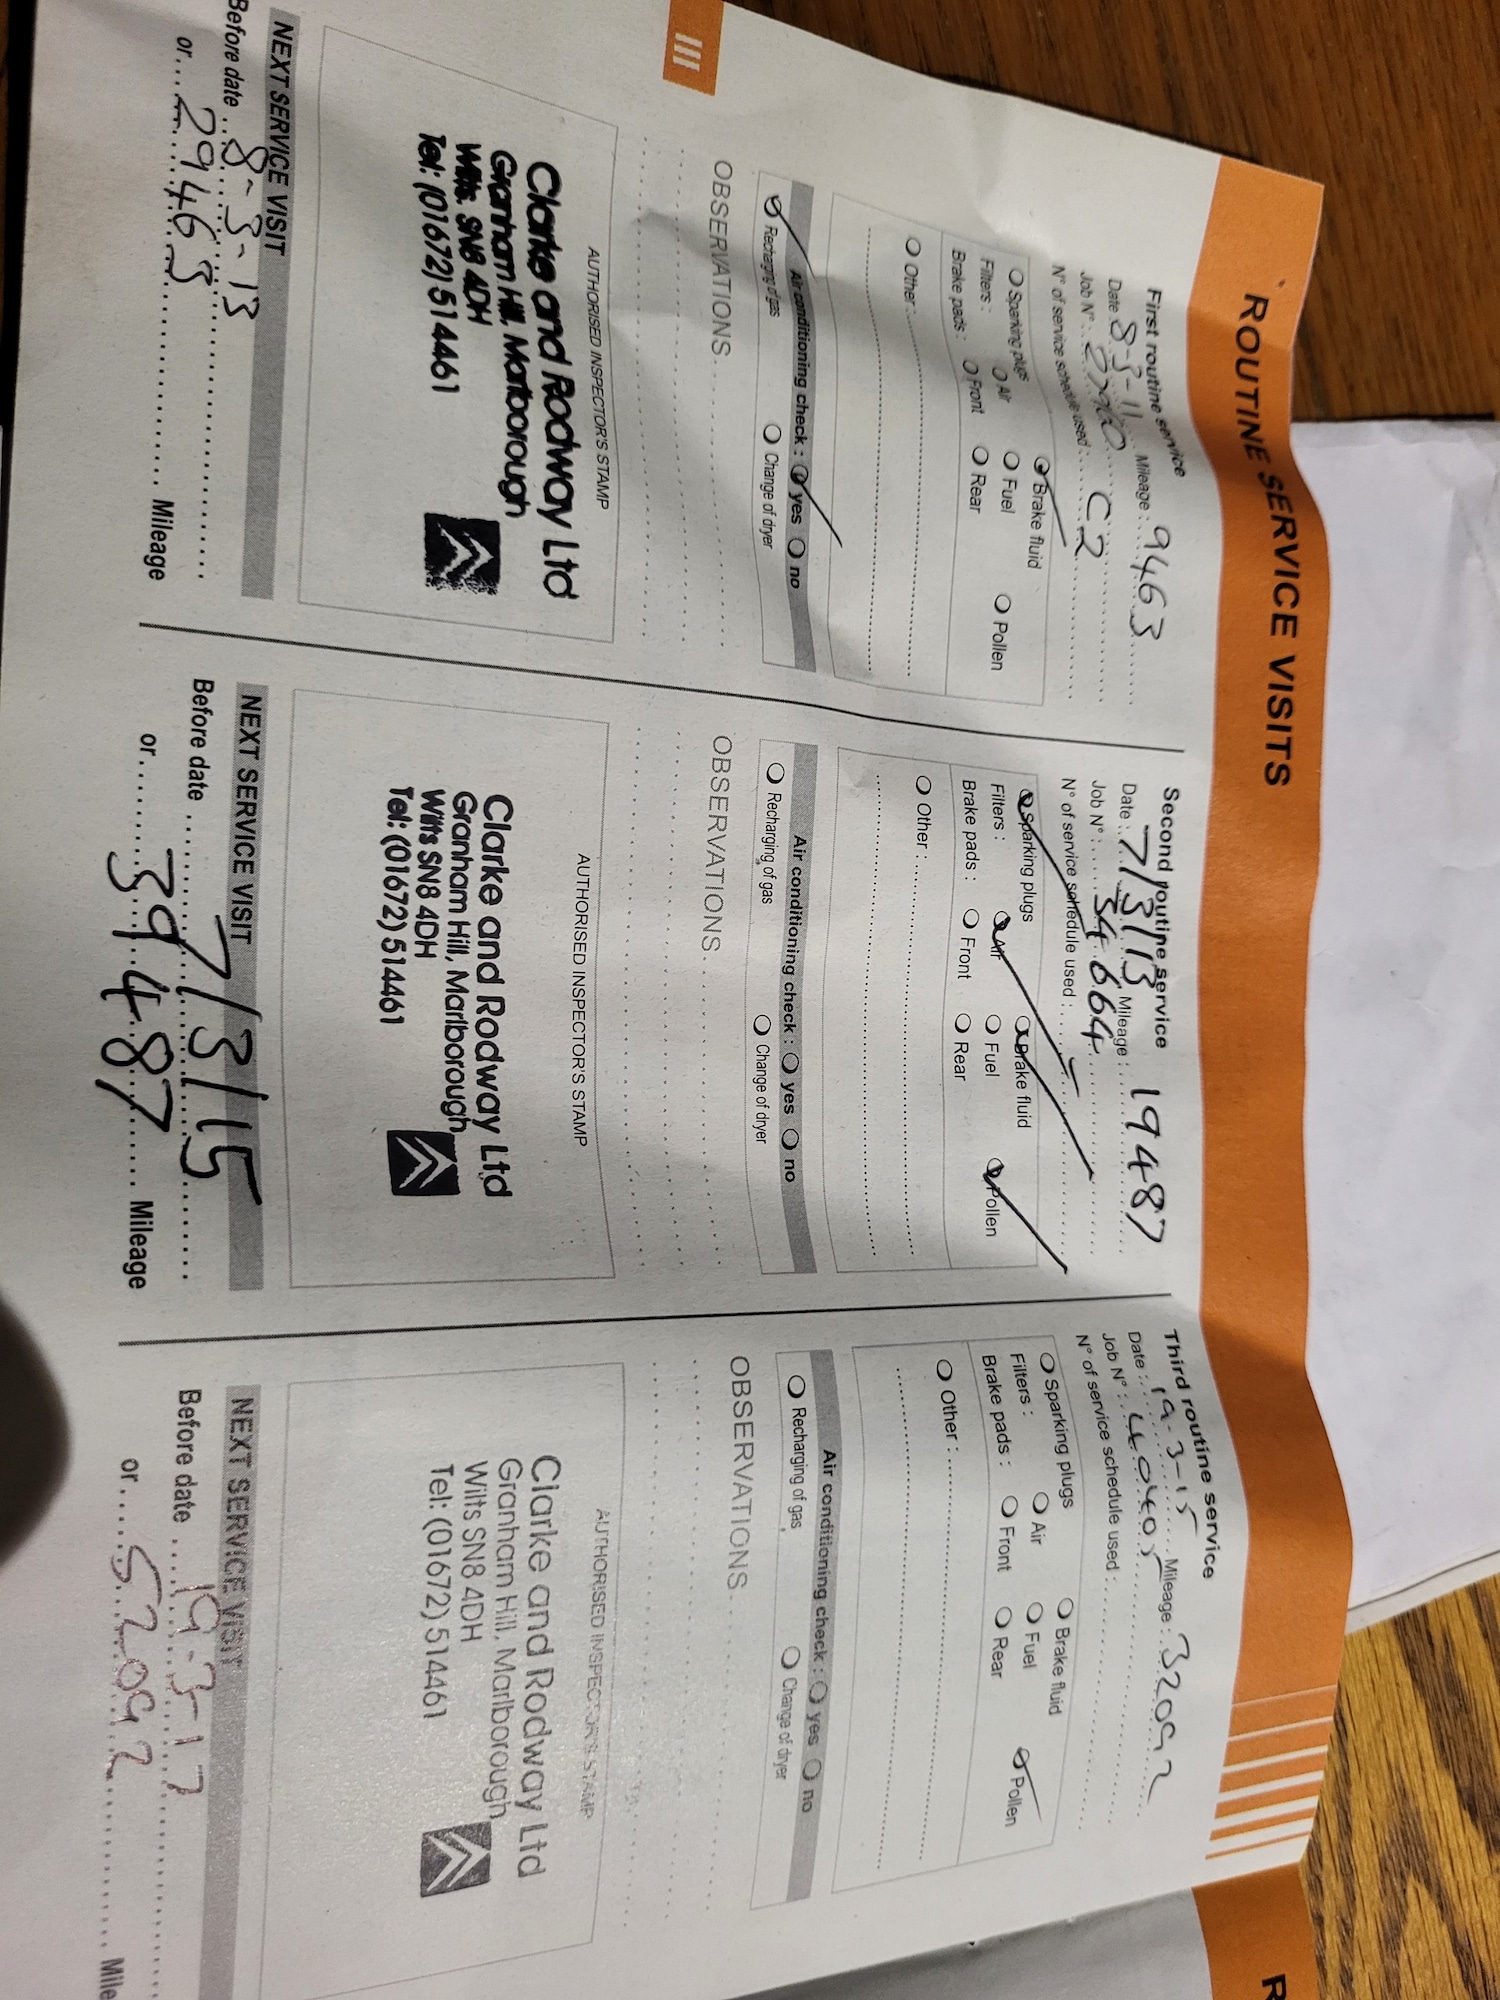 ROUTINE SERVICE VISITS
First routine service
Date 8-3-11 Mileage: 9463
Job N°:
N° of service schedule used: C2
Sparking plugs Brake fluid
Filters: Air Fuel Pollen
Brake pads: Front Rear
Other:
Air conditioning check: yes no
Recharging of gas Change of dryer
OBSERVATIONS
AUTHORISED INSPECTOR'S STAMP
Clarke and Rodway Ltd
Granham Hill, Marlborough
Wilts. SN8 4DH
Tel: (01672) 514461
NEXT SERVICE VISIT
Before date 8-3-13
or 29463 Mileage
Second routine service
Date: 7/3/13 Mileage: 19487
Job N°: 34664
N° of service schedule used: -
Sparking plugs Brake fluid
Filters: Air Fuel Pollen
Brake pads: Front Rear
Other:
Air conditioning check: yes no
Recharging of gas Change of dryer
OBSERVATIONS
AUTHORISED INSPECTOR'S STAMP
Clarke and Rodway Ltd
Granham Hill, Marlborough
Wilts SN8 4DH
Tel: (01672) 514461
NEXT SERVICE VISIT
Before date 7/3/15
or 39487 Mileage
Third routine service
Date: 19-3-15 Mileage: 32092
Job N°: 40405
N° of service schedule used:
Sparking plugs Brake fluid
Filters: Air Fuel Pollen
Brake pads: Front Rear
Other:
Air conditioning check: yes no
Recharging of gas Change of dryer
OBSERVATIONS
AUTHORISED INSPECTOR'S STAMP
Clarke and Rodway Ltd
Granham Hill, Marlborough
Wilts SN8 4DH
Tel: (01672) 514461
NEXT SERVICE VISIT
Before date 19-3-17
or 52092 Mile
R